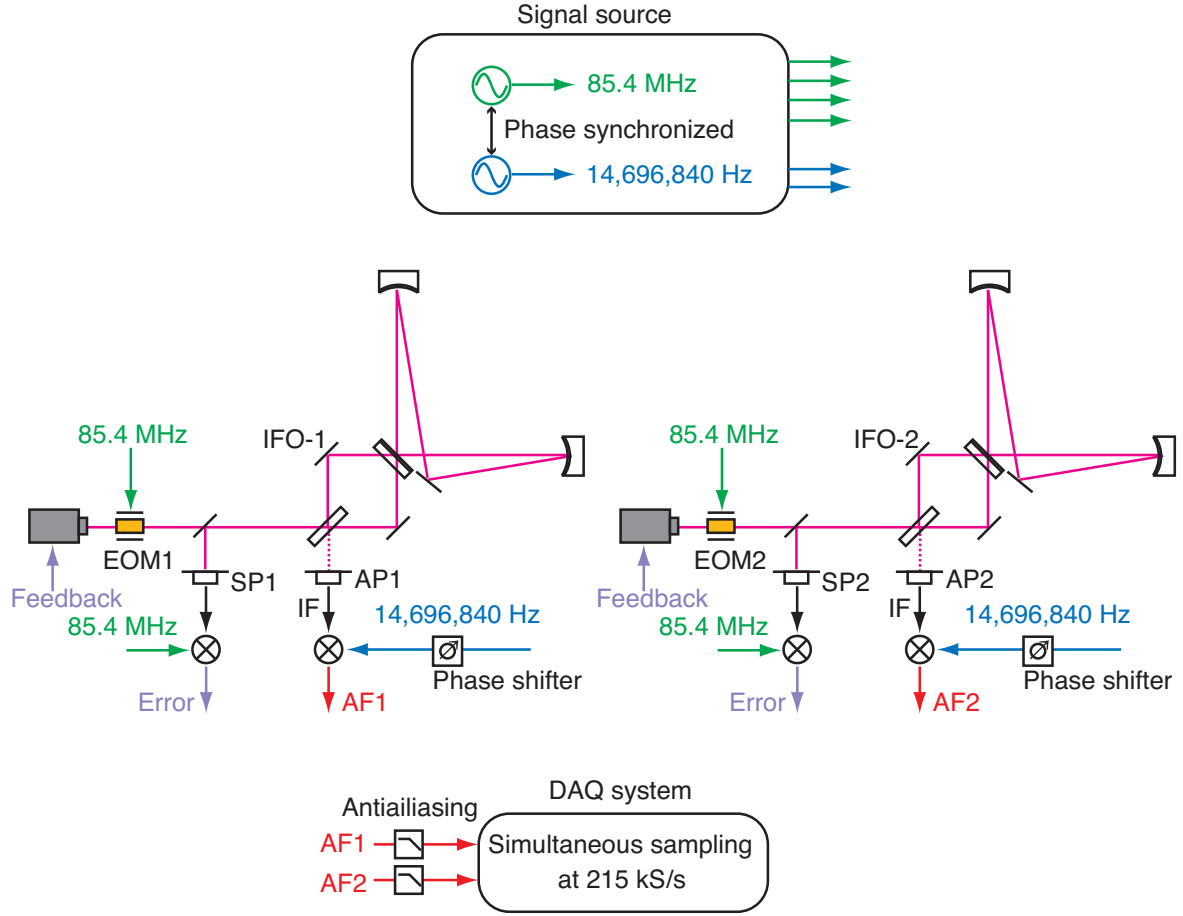 Signal source
85.4 MHz
Phase synchronized
14,696,840 Hz
85.4 MHz
IFO-1
EOM1
SP1
AP1
Feedback
IF
14,696,840 Hz
85.4 MHz
Phase shifter
Error
AF1
85.4 MHz
IFO-2
EOM2
SP2
AP2
Feedback
IF
14,696,840 Hz
85.4 MHz
Phase shifter
Error
AF2
DAQ system
Antiailiasing
AF1
AF2
Simultaneous sampling
at 215 kS/s